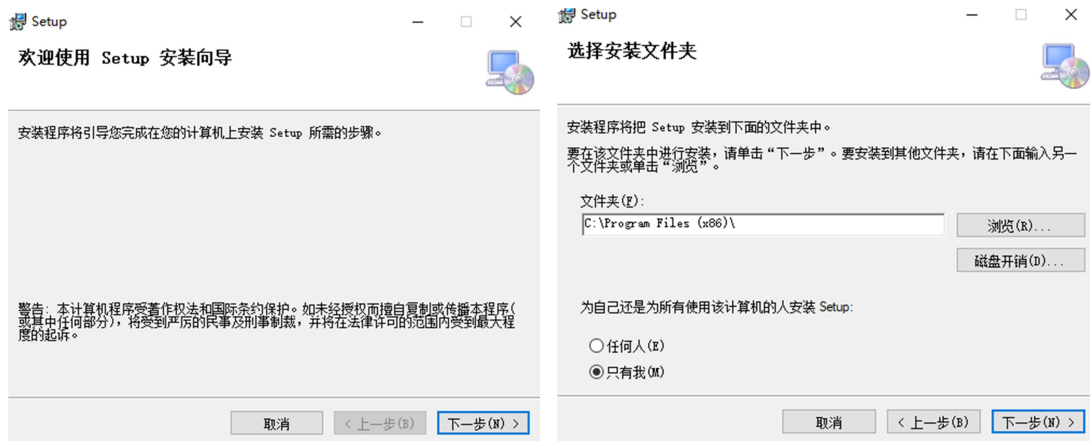 Setup
欢迎使用 Setup 安装向导
安装程序将引导您完成在您的计算机上安装 Setup 所需的步骤。
警告: 本计算机程序受著作权法和国际条约保护。如未经授权而擅自复制或传播本程序(
或其中任何部分)，将受到严厉的民事及刑事制裁，并将在法律许可的范围内受到最大程
度的起诉。
取消
< 上一步(B)
下一步(N) >
Setup
选择安装文件夹
安装程序将把 Setup 安装到下面的文件夹中。
要在该文件夹中进行安装，请单击“下一步”。要安装到其他文件夹，请在下面输入另一
个文件夹或单击“浏览”。
文件夹(F):
C:\Program Files (x86)\
浏览(R)...
磁盘开销(D)...
为自己还是为所有使用该计算机的人安装 Setup:
任何人(E)
只有我(M)
取消
< 上一步(B)
下一步(N) >